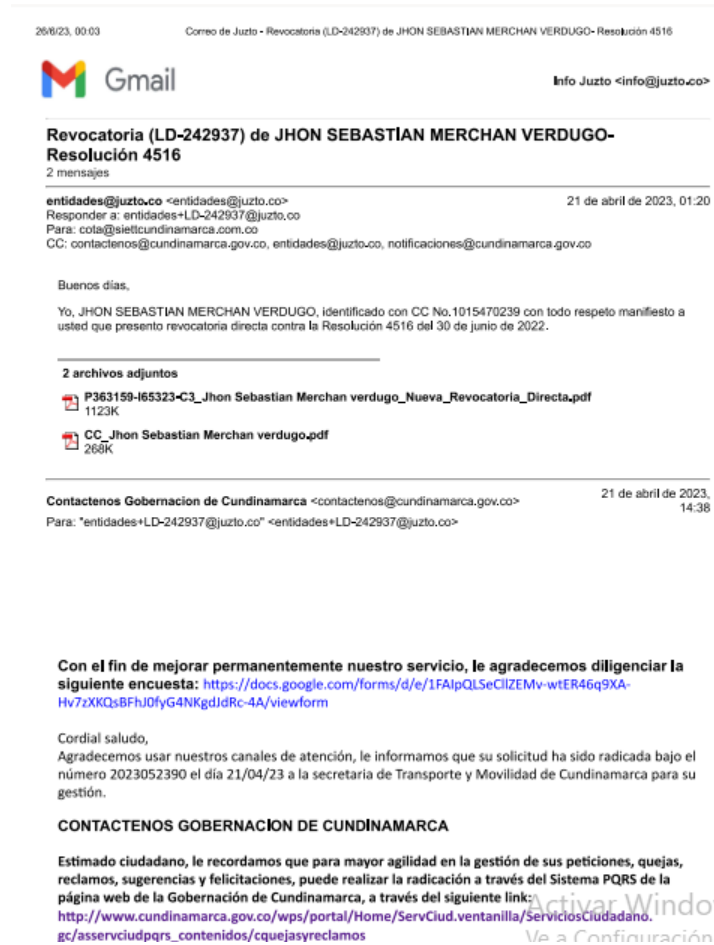 26/6/23, 00:03 Correo de Juzto - Revocatoria (LD-242937) de JHON SEBASTIAN MERCHAN VERDUGO- Resolución 4516
Gmail
Info Juzto <info@juzto.co>
Revocatoria (LD-242937) de JHON SEBASTIAN MERCHAN VERDUGO-
Resolución 4516
2 mensajes
entidades@juzto.co <entidades@juzto.co> 21 de abril de 2023, 01:20
Responder a: entidades+LD-242937@juzto.co
Para: cota@siettcundinamarca.com.co
CC: contactenos@cundinamarca.gov.co, entidades@juzto.co, notificaciones@cundinamarca.gov.co
Buenos días,
Yo, JHON SEBASTIAN MERCHAN VERDUGO, identificado con CC No.1015470239 con todo respeto manifiesto a
usted que presento revocatoria directa contra la Resolución 4516 del 30 de junio de 2022.
2 archivos adjuntos
P363159-I65323-C3_Jhon Sebastian Merchan verdugo_Nueva_Revocatoria_Directa.pdf
1123K
CC_Jhon Sebastian Merchan verdugo.pdf
268K
Contactenos Gobernacion de Cundinamarca <contactenos@cundinamarca.gov.co> 21 de abril de 2023,
14:38
Para: "entidades+LD-242937@juzto.co" <entidades+LD-242937@juzto.co>
Con el fin de mejorar permanentemente nuestro servicio, le agradecemos diligenciar la
siguiente encuesta: https://docs.google.com/forms/d/e/1FAIpQLSeCllZEMv-wtER46q9XA-
Hv7zXKQsBFhJ0fyG4NKgdJdRc-4A/viewform
Cordial saludo,
Agradecemos usar nuestros canales de atención, le informamos que su solicitud ha sido radicada bajo el
número 2023052390 el día 21/04/23 a la secretaria de Transporte y Movilidad de Cundinamarca para su
gestión.
CONTACTENOS GOBERNACION DE CUNDINAMARCA
Estimado ciudadano, le recordamos que para mayor agilidad en la gestión de sus peticiones, quejas,
reclamos, sugerencias y felicitaciones, puede realizar la radicación a través del Sistema PQRS de la
página web de la Gobernación de Cundinamarca, a través del siguiente link:
http://www.cundinamarca.gov.co/wps/portal/Home/ServCiud.ventanilla/ServiciosCiudadano.
gc/asservciudpqrs_contenidos/cquejasyreclamos
Activar Windo
Ve a Configuración